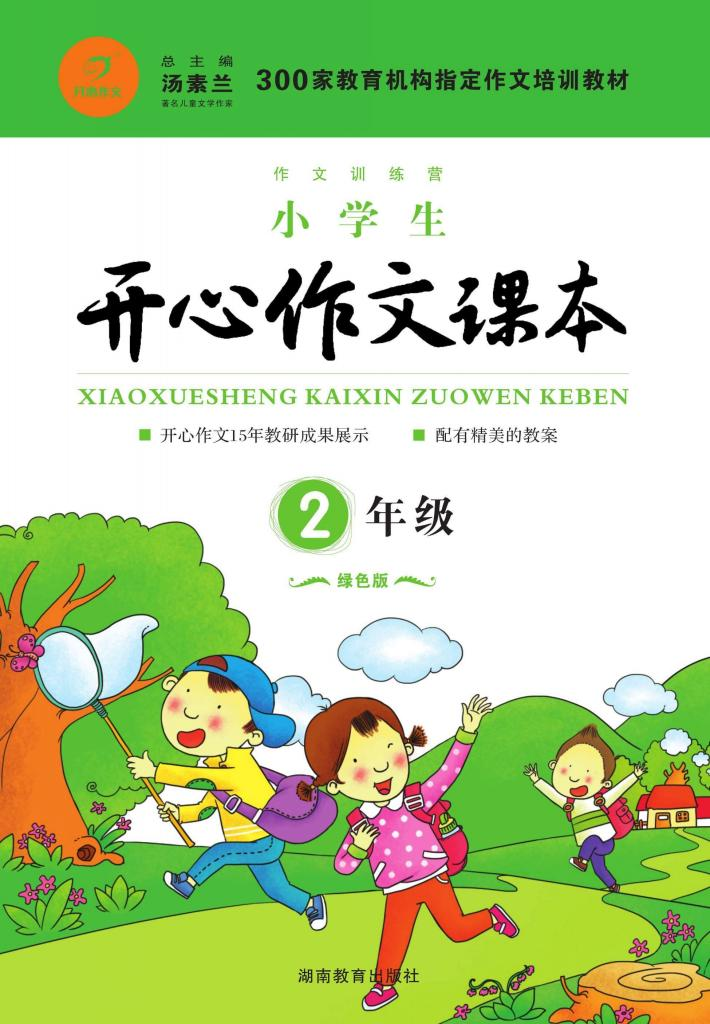 开心作文
总主编
汤素兰
著名儿童文学作家
300家教育机构指定作文培训教材
作文训练营
小学生
开心作文课本
XIAOXUESHENG KAIXIN ZUOWEN KEBEN
■ 开心作文15年教研成果展示 ■ 配有精美的教案
2年级
绿色版
湖南教育出版社